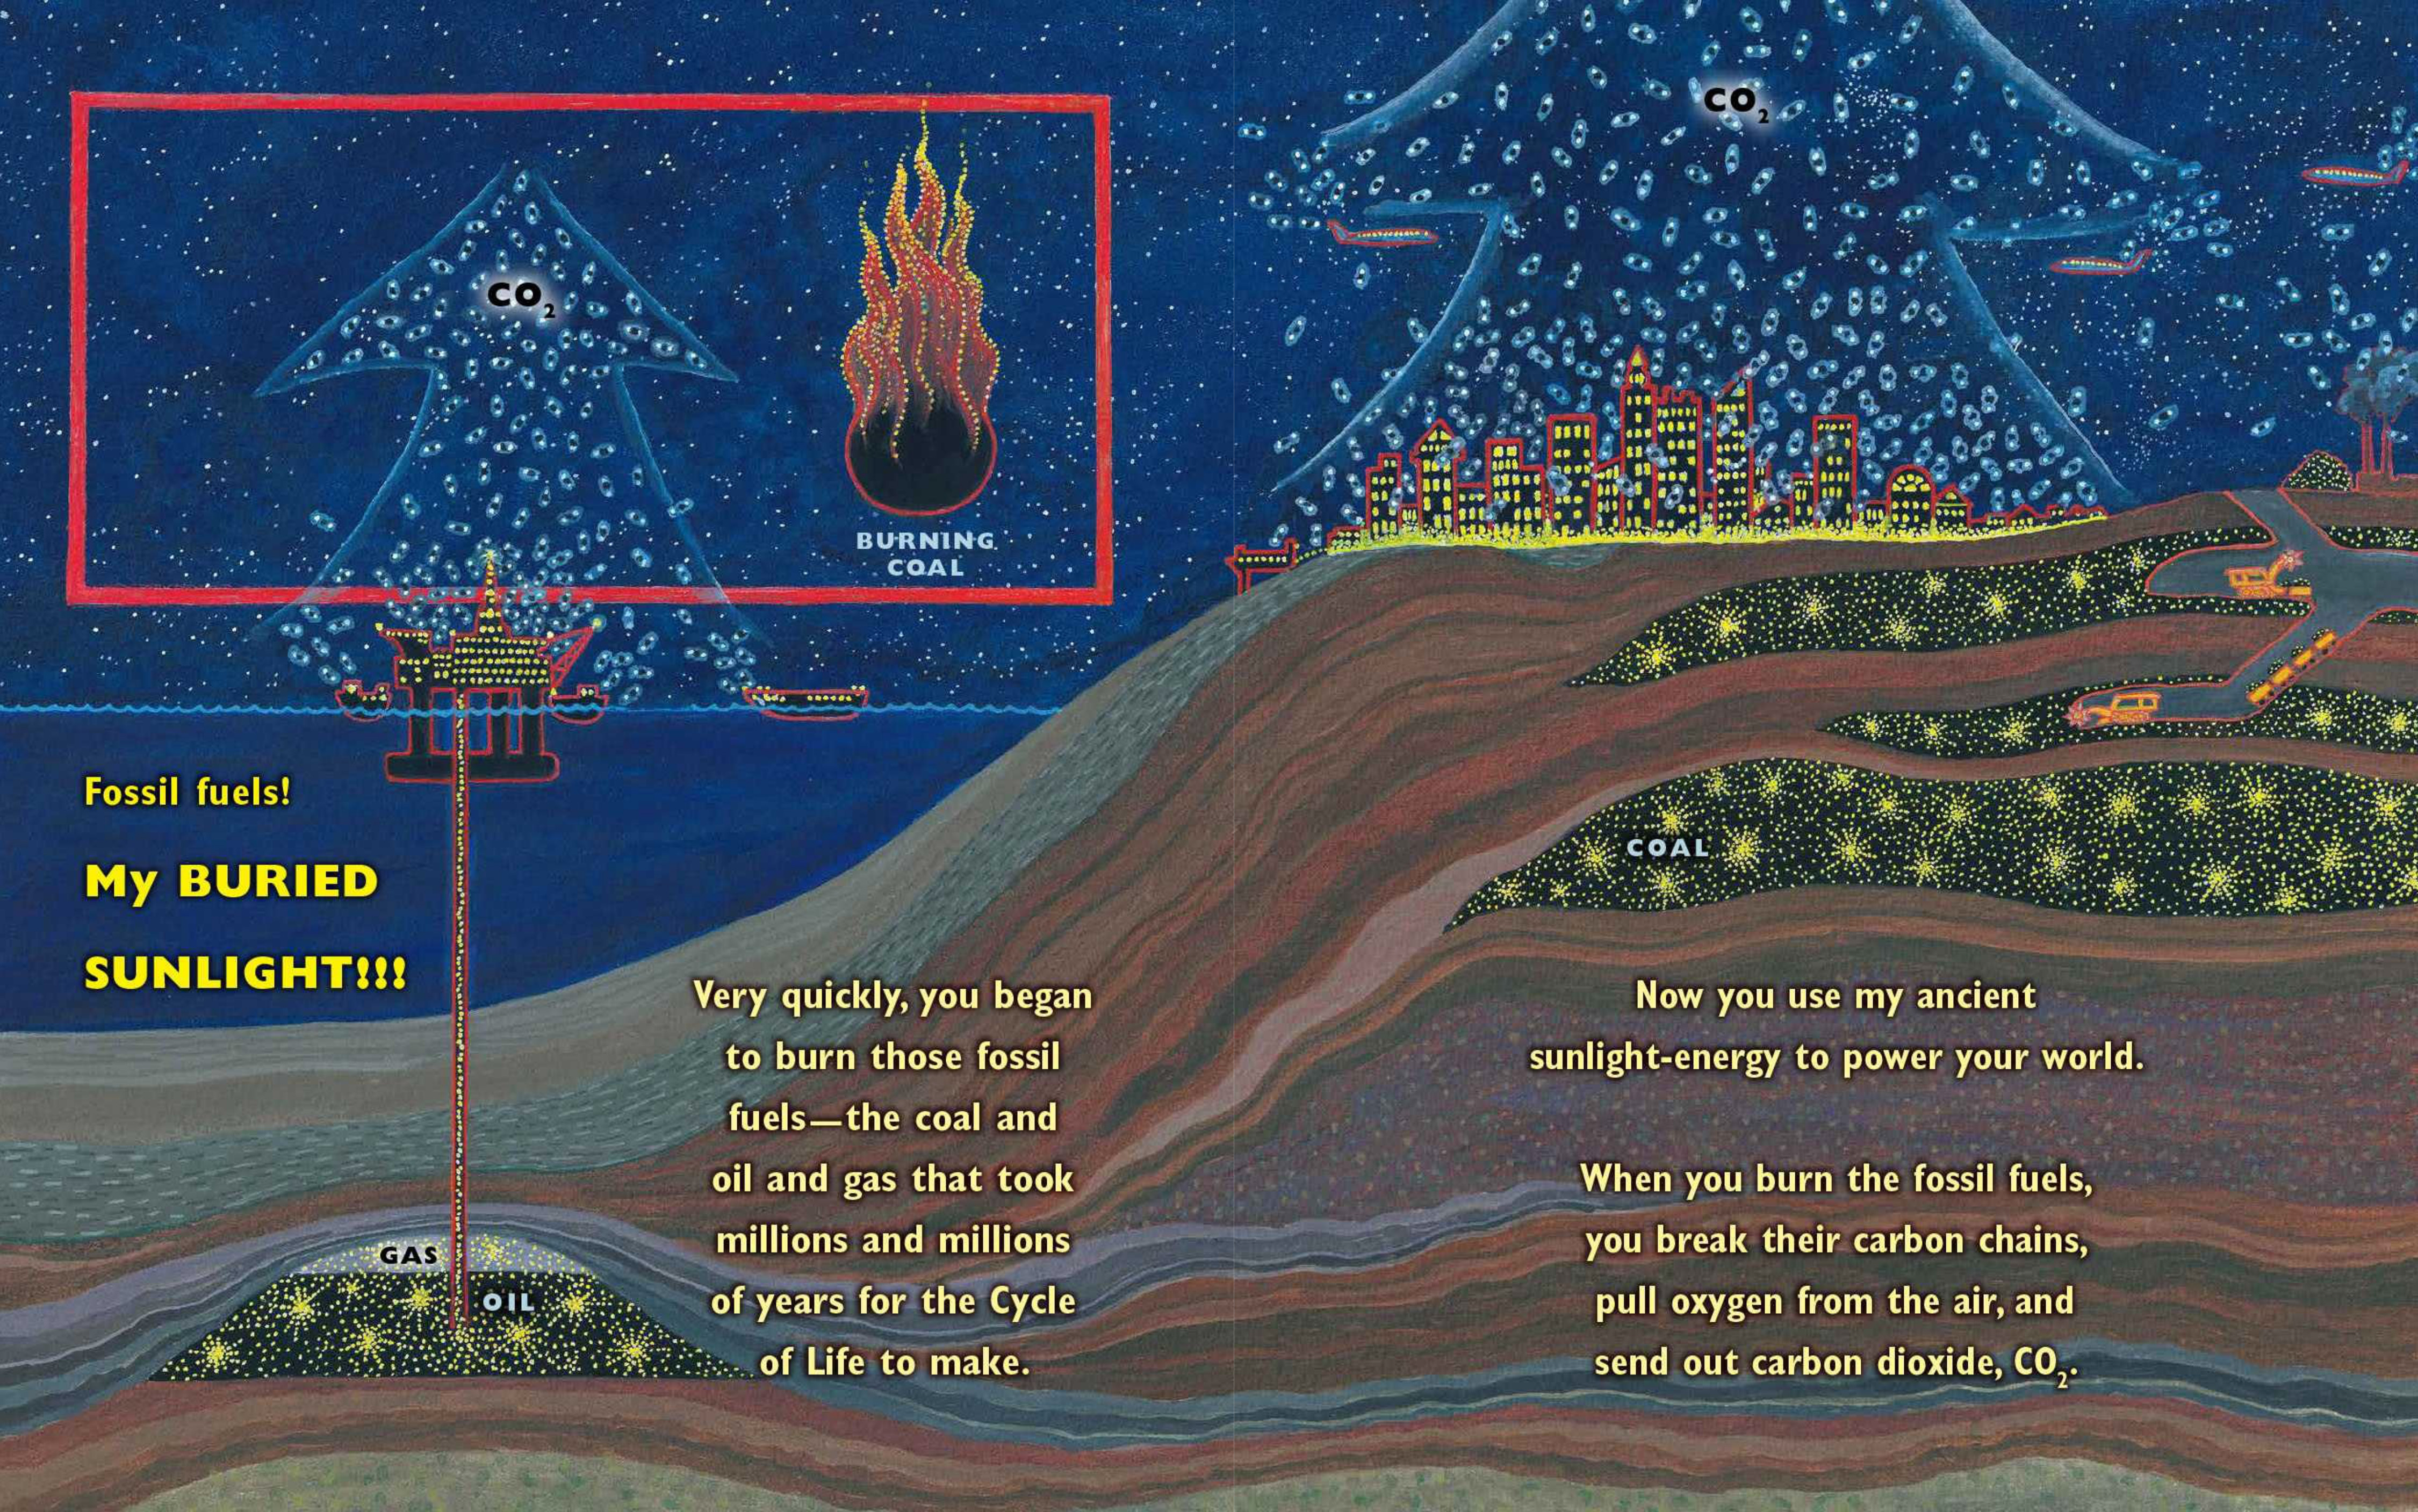 CO₂
CO₂
BURNING
COAL
Fossil fuels!
My BURIED
SUNLIGHT!!!
COAL
GAS
OIL
Very quickly, you began
to burn those fossil
fuels—the coal and
oil and gas that took
millions and millions
of years for the Cycle
of Life to make.
Now you use my ancient
sunlight-energy to power your world.
When you burn the fossil fuels,
you break their carbon chains,
pull oxygen from the air, and
send out carbon dioxide, CO₂.